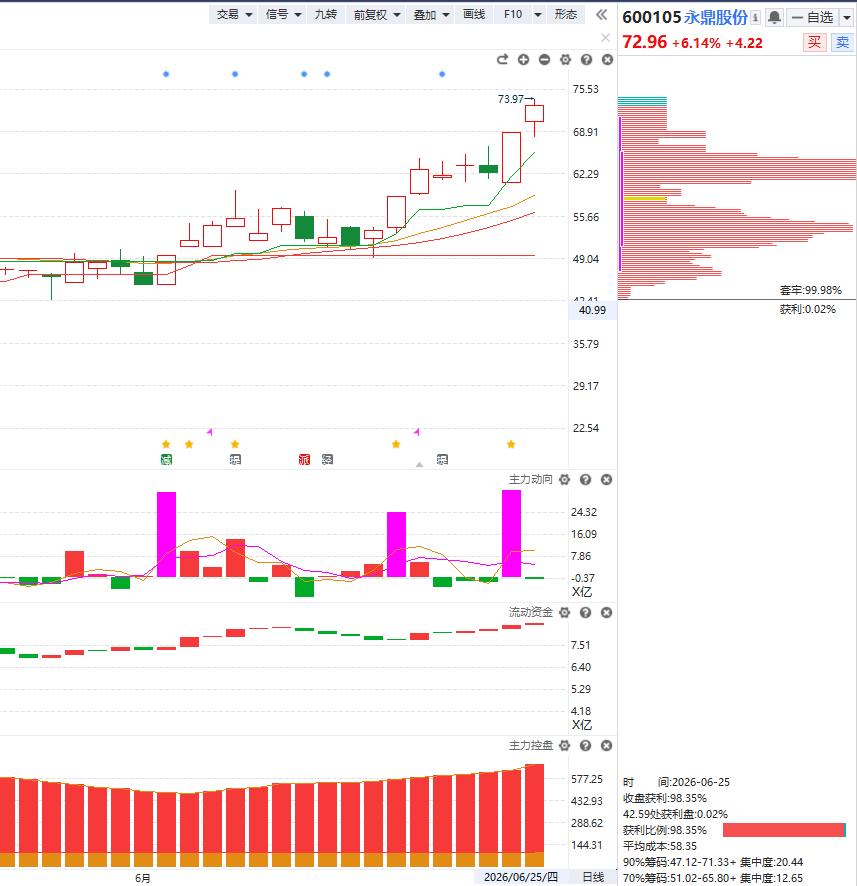 交易 信号 九转 前复权 叠加 画线 F10 形态
600105 永鼎股份 自选
72.96 +6.14% +4.22 买 卖
73.97
75.53
68.91
62.29
55.66
49.04
42.41
40.99
35.79
29.17
22.54
套牢:99.98%
获利:0.02%
减 派
主力动向
24.32
16.09
7.86
-0.37
X亿
流动资金
7.51
6.40
5.29
4.18
X亿
主力控盘
577.25
432.93
288.62
144.31
6月 2026/06/25/四 日线
时 间:2026-06-25
收盘获利:98.35%
42.59处获利盘:0.02%
获利比例:98.35%
平均成本:58.35
90%筹码:47.12-71.33+ 集中度:20.44
70%筹码:51.02-65.80+ 集中度:12.65